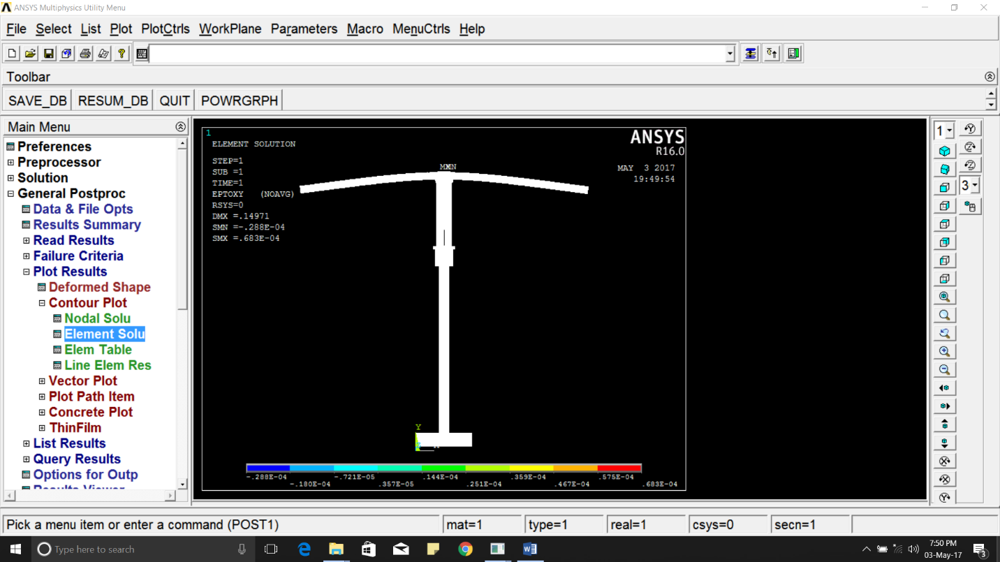 ANSYS Multiphysics Utility Menu
File Select List Plot PlotCtrls WorkPlane Parameters Macro MenuCtrls Help
Toolbar
SAVE_DB RESUM_DB QUIT POWRGRPH
Main Menu
Preferences
Preprocessor
Solution
General Postproc
Data & File Opts
Results Summary
Read Results
Failure Criteria
Plot Results
Deformed Shape
Contour Plot
Nodal Solu
Element Solu
Elem Table
Line Elem Res
Vector Plot
Plot Path Item
Concrete Plot
ThinFilm
List Results
Query Results
Options for Outp
Results Viewer
1
ELEMENT SOLUTION
STEP=1
SUB =1
TIME=1
EPTOXY (NOAVG)
RSYS=0
DMX =.14971
SMN =-.288E-04
SMX =.683E-04
ANSYS
R16.0
MAY 3 2017
19:49:54
Y
-.288E-04 -.721E-05 .144E-04 .359E-04 .575E-04
-.180E-04 .357E-05 .251E-04 .467E-04 .683E-04
1
3
Pick a menu item or enter a command (POST1) mat=1 type=1 real=1 csys=0 secn=1
Type here to search
7:50 PM
03-May-17
3